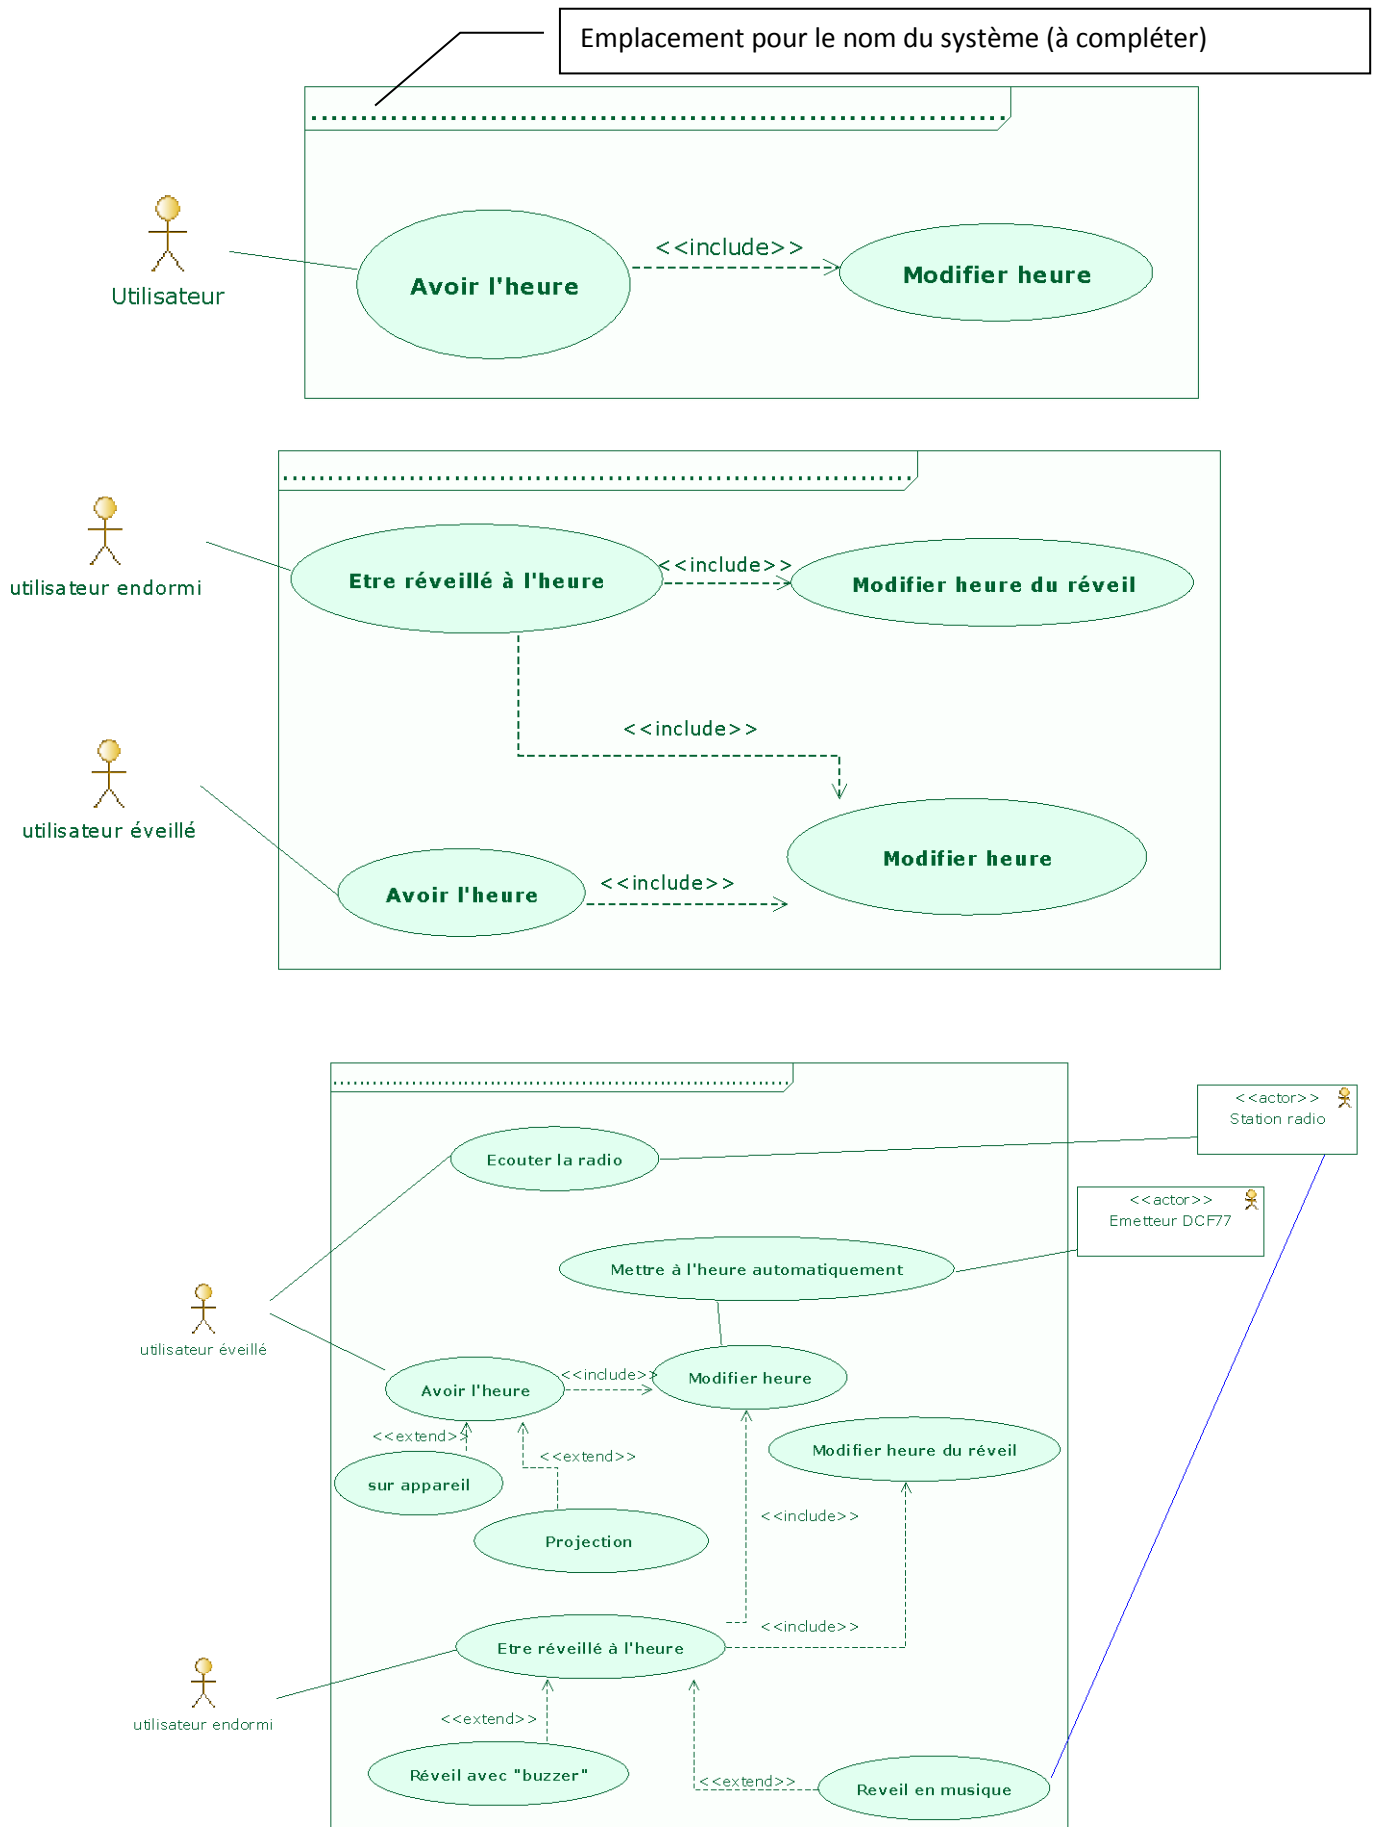 Emplacement pour le nom du système (à compléter)
<<include>>
Avoir l'heure
Modifier heure
Utilisateur
<<include>>
Etre réveillé à l'heure
Modifier heure du réveil
utilisateur endormi
<<include>>
utilisateur éveillé
Modifier heure
<<include>>
Avoir l'heure
<<actor>>
Station radio
Ecouter la radio
<<actor>>
Emetteur DCF77
Mettre à l'heure automatiquement
utilisateur éveillé
<<include>>
Modifier heure
Avoir l'heure
<<extend>>
<<extend>>
Modifier heure du réveil
sur appareil
<<include>>
Projection
<<include>>
Etre réveillé à l'heure
utilisateur endormi
<<extend>>
Réveil avec "buzzer"
<<extend>>
Reveil en musique